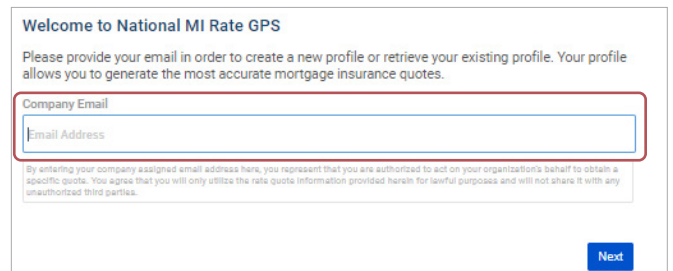 Welcome to National MI Rate GPS
Please provide your email in order to create a new profile or retrieve your existing profile. Your profile
allows you to generate the most accurate mortgage insurance quotes.
Company Email
Email Address
By entering your company assigned email address here, you represent that you are authorized to act on your organization's behalf to obtain a
specific quote. You agree that you will only utilize the rate quote information provided herein for lawful purposes and will not share it with any
unauthorized third parties.
Next